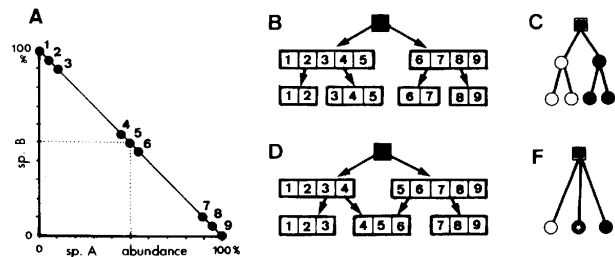 A
100
%
sp. B
0
1
2
3
4
5
6
7
8
9
0
sp. A
abundance
100%
B
1 2 3 4 5
6 7 8 9
1 2
3 4 5
6 7
8 9
C
D
1 2 3 4
5 6 7 8 9
1 2 3
4 5 6
7 8 9
F